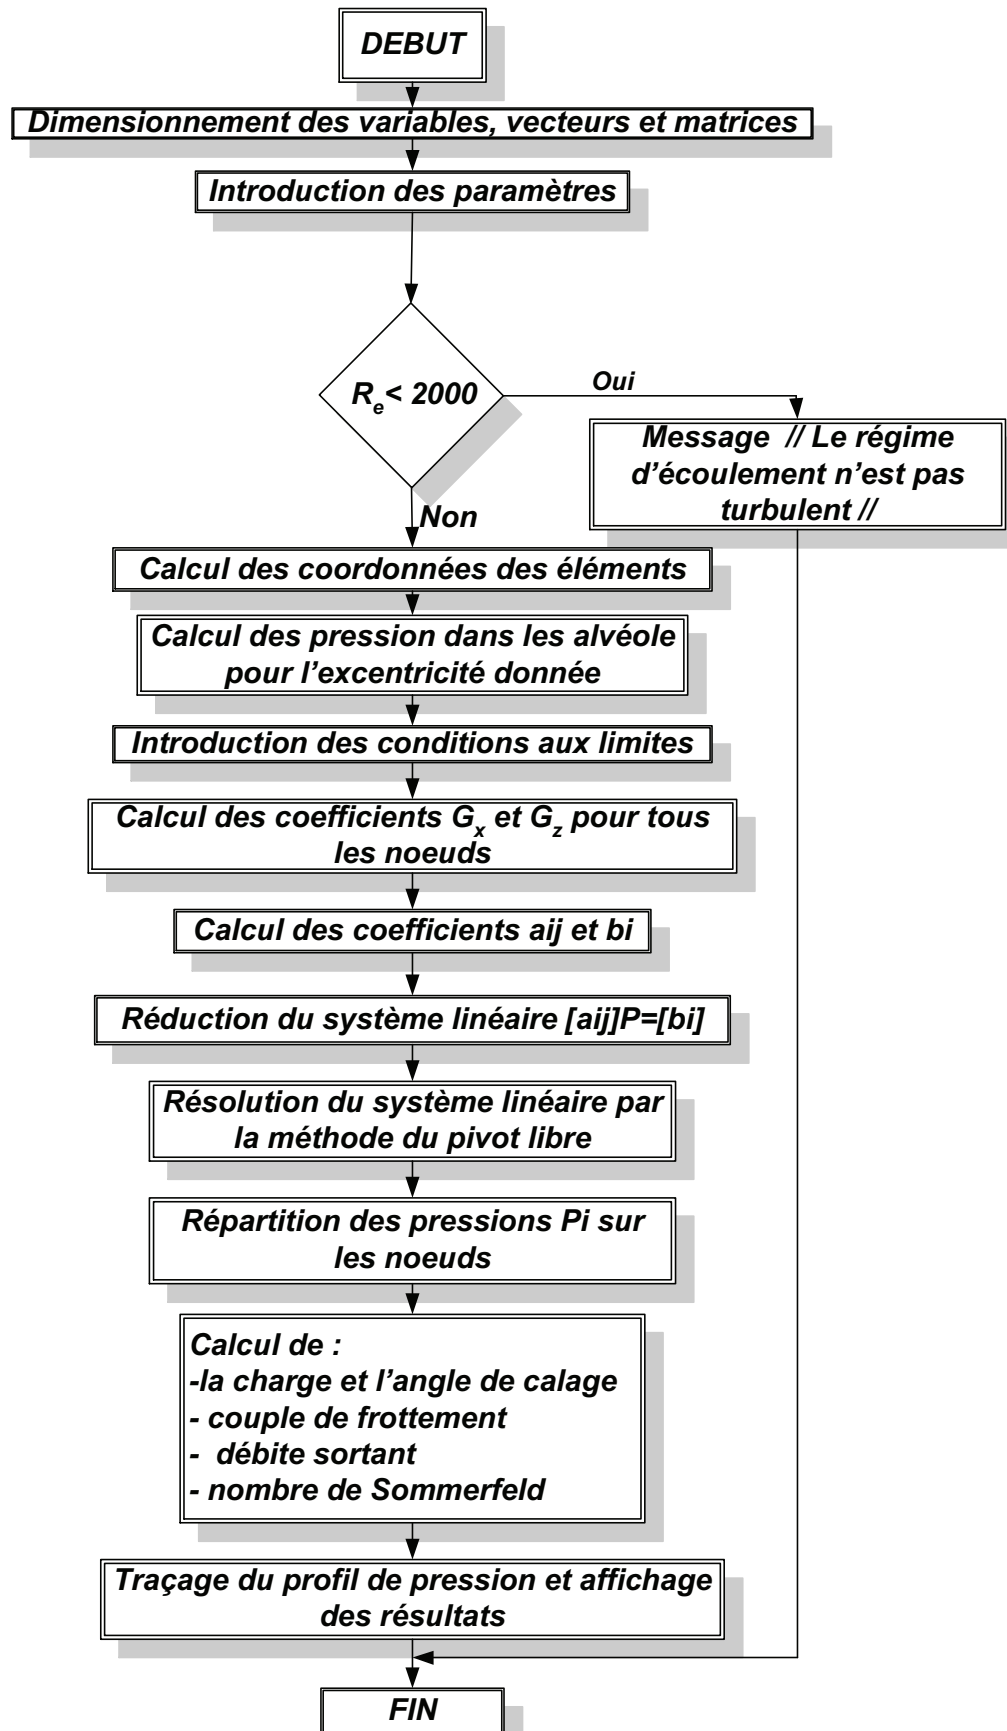 DEBUT
Dimensionnement des variables, vecteurs et matrices
Introduction des paramètres
Re< 2000
Oui
Message // Le régime
d'écoulement n'est pas
turbulent //
Non
Calcul des coordonnées des éléments
Calcul des pression dans les alvéole
pour l'excentricité donnée
Introduction des conditions aux limites
Calcul des coefficients Gx et Gz pour tous
les noeuds
Calcul des coefficients aij et bi
Réduction du système linéaire [aij]P=[bi]
Résolution du système linéaire par
la méthode du pivot libre
Répartition des pressions Pi sur
les noeuds
Calcul de :
-la charge et l'angle de calage
- couple de frottement
- débite sortant
- nombre de Sommerfeld
Traçage du profil de pression et affichage
des résultats
FIN